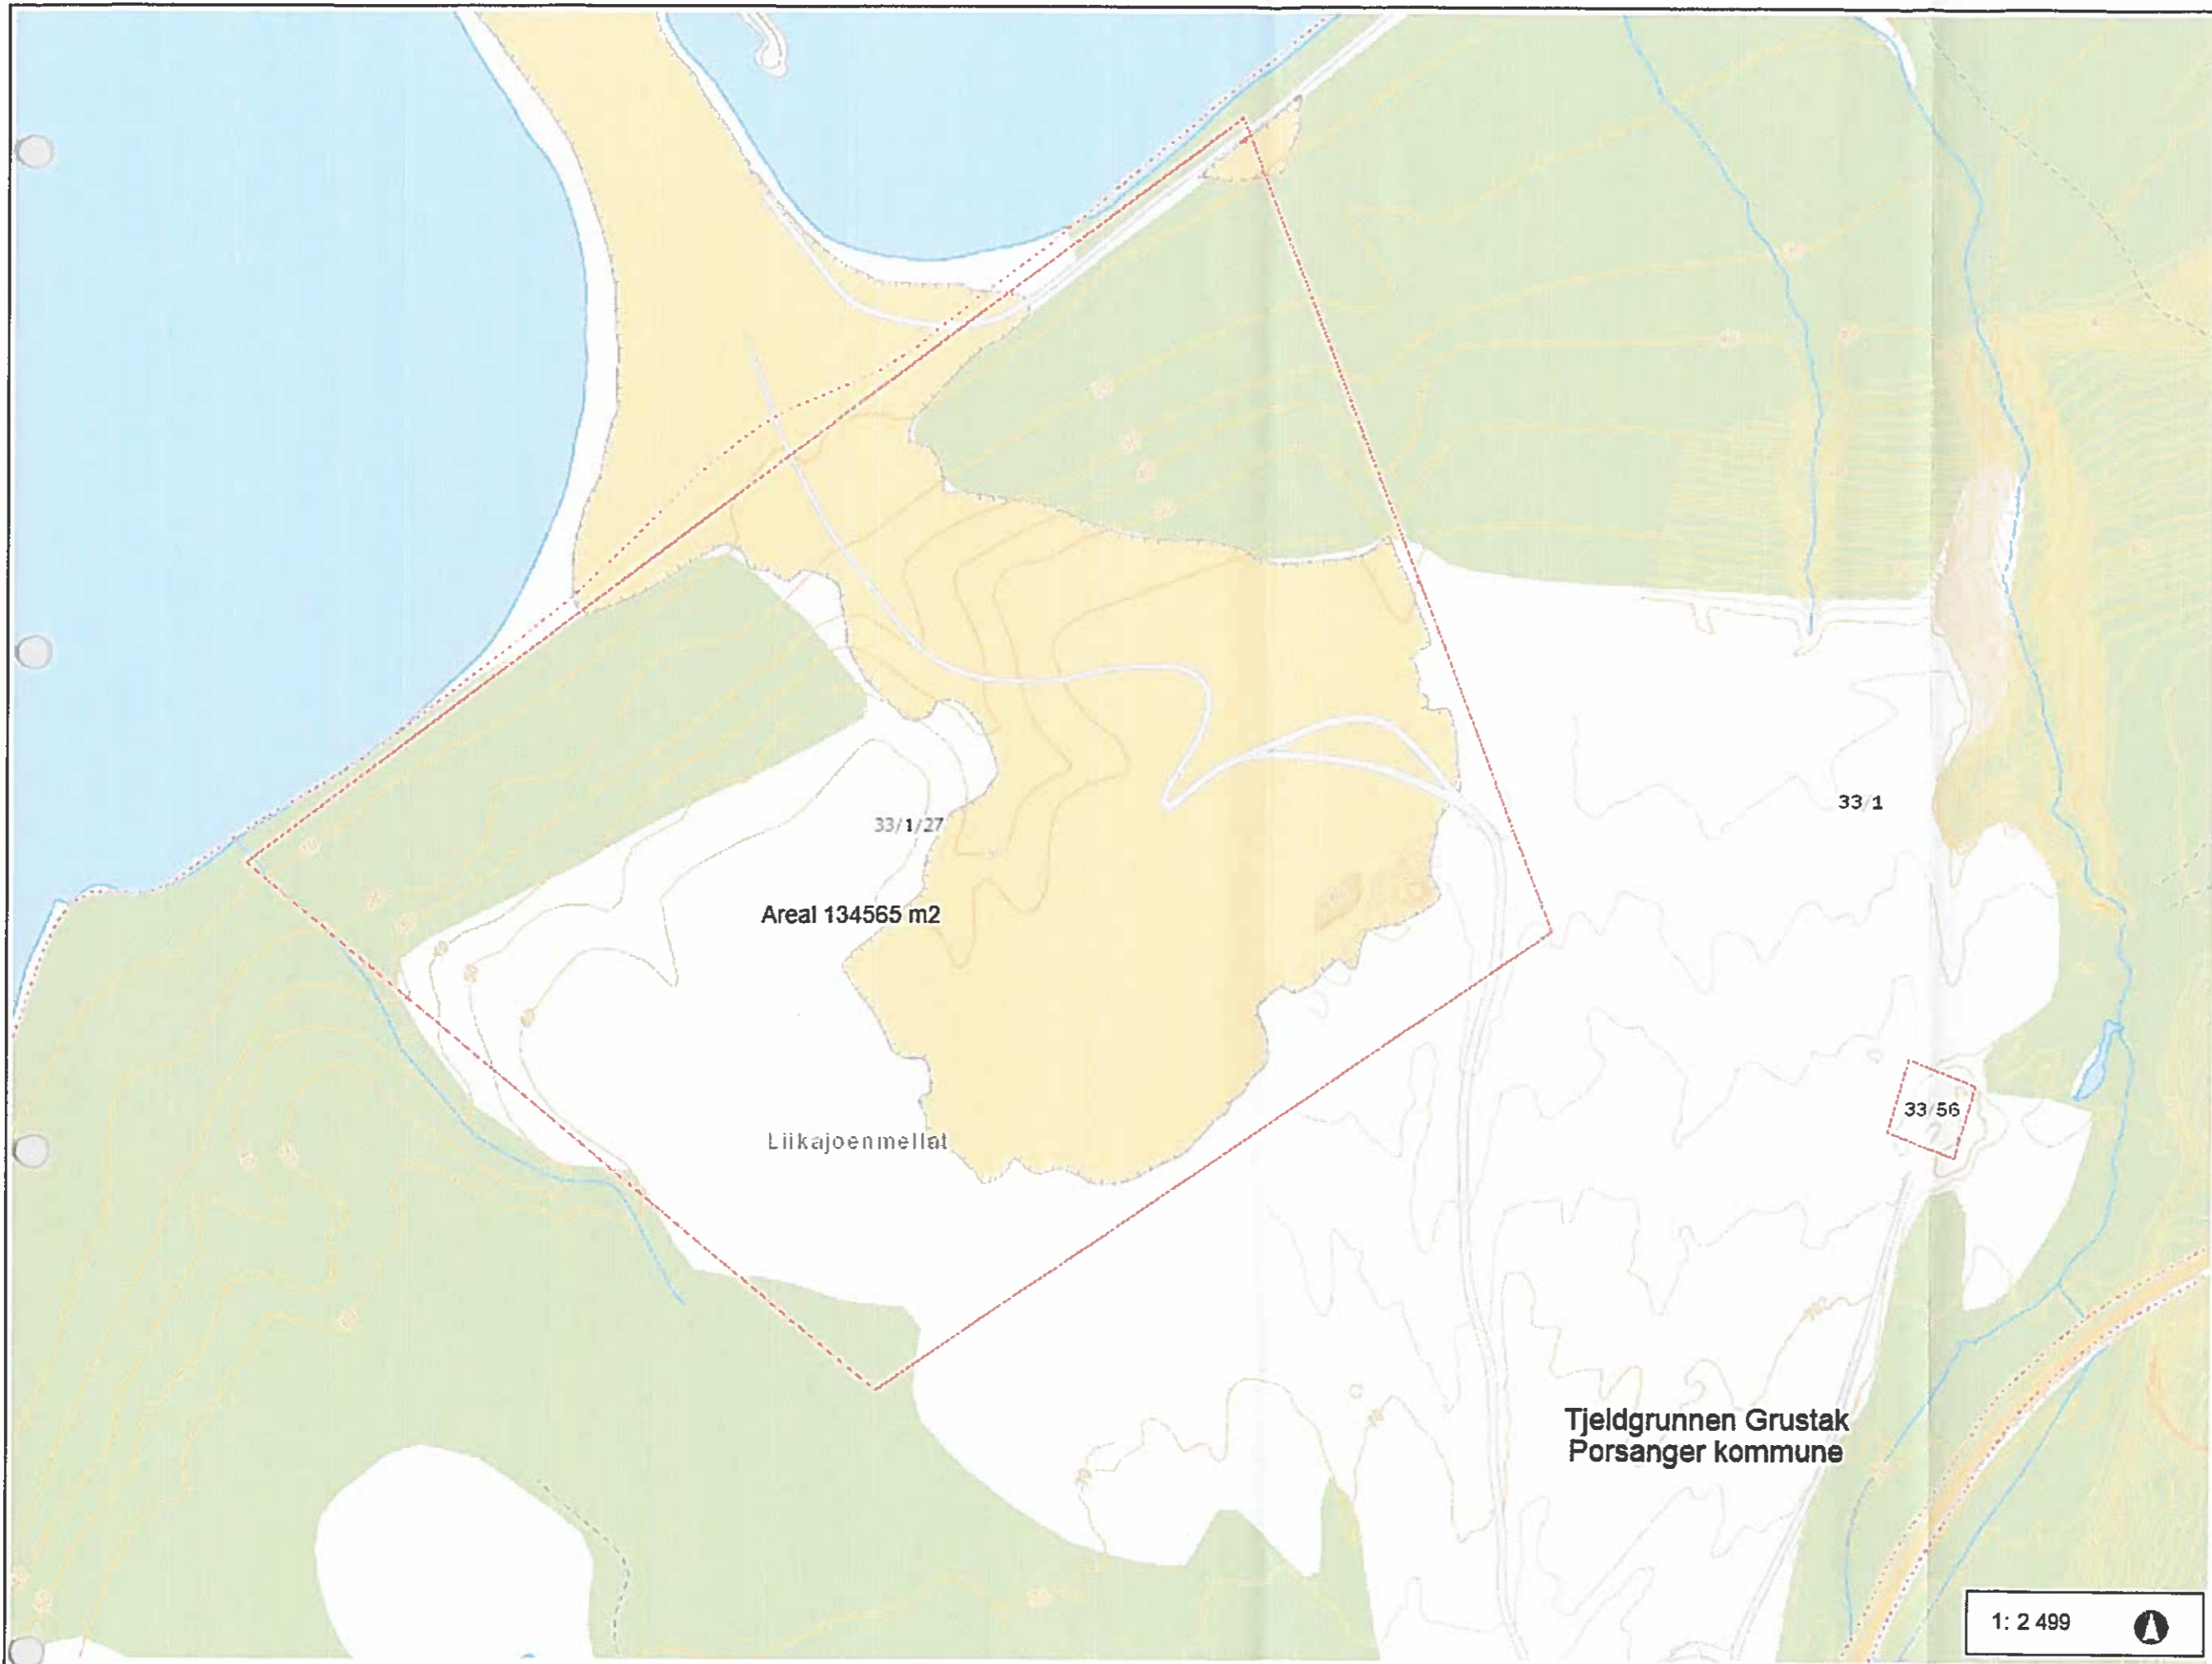 33/1
33/1/27
Areal 134565 m2
33/56
Liikajoenmellat
Tjeldgrunnen Grustak
Porsanger kommune
1: 2 499